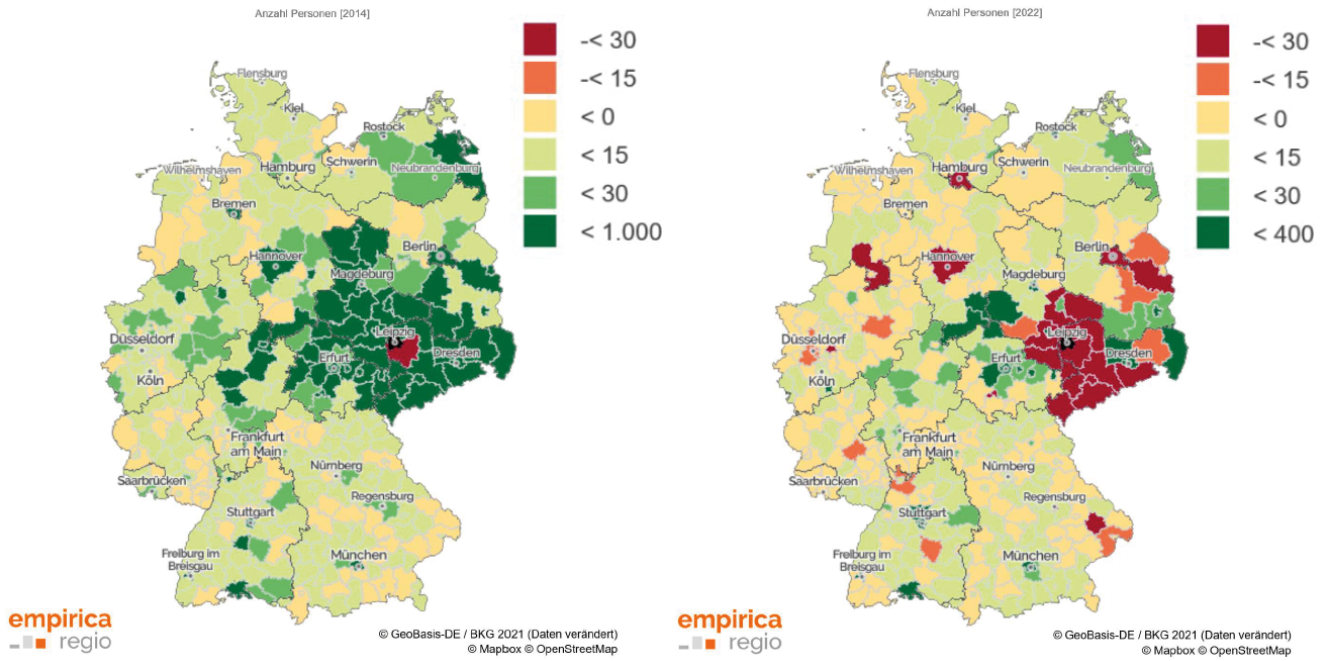 Anzahl Personen [2014]
-< 30
-< 15
< 0
< 15
< 30
< 1.000
Flensburg
Kiel
Rostock
Hamburg
Schwerin
Wilhelmshaven
Neubrandenburg
Bremen
Berlin
Hannover
Magdeburg
Leipzig
Düsseldorf
Erfurt
Dresden
Köln
Frankfurt
am Main
Nürnberg
Saarbrücken
Regensburg
Stuttgart
Freiburg im
Breisgau
München
empirica
regio
© GeoBasis-DE / BKG 2021 (Daten verändert)
© Mapbox © OpenStreetMap
Anzahl Personen [2022]
-< 30
-< 15
< 0
< 15
< 30
< 400
Flensburg
Kiel
Rostock
Hamburg
Schwerin
Wilhelmshaven
Neubrandenburg
Bremen
Berlin
Hannover
Magdeburg
Leipzig
Düsseldorf
Erfurt
Dresden
Köln
Frankfurt
am Main
Nürnberg
Saarbrücken
Regensburg
Stuttgart
Freiburg im
Breisgau
München
empirica
regio
© GeoBasis-DE / BKG 2021 (Daten verändert)
© Mapbox © OpenStreetMap